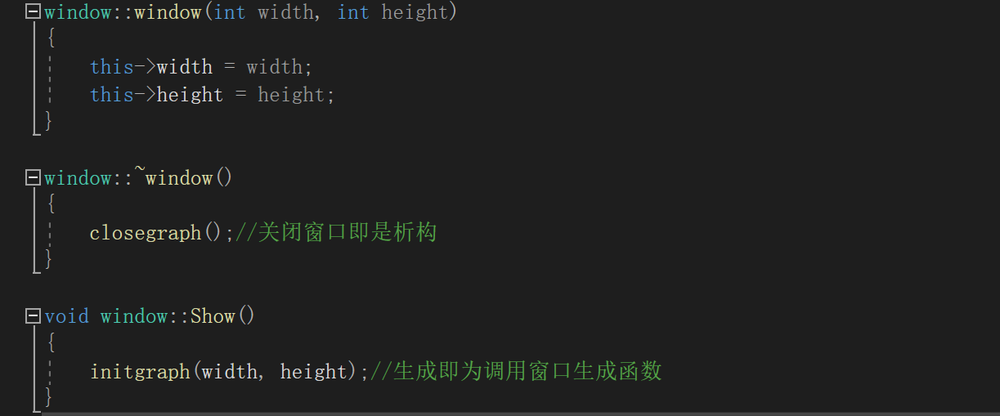 window::window(int width, int height)
{
this->width = width;
this->height = height;
}
window::~window()
{
closegraph();//关闭窗口即是析构
}
void window::Show()
{
initgraph(width, height);//生成即为调用窗口生成函数
}